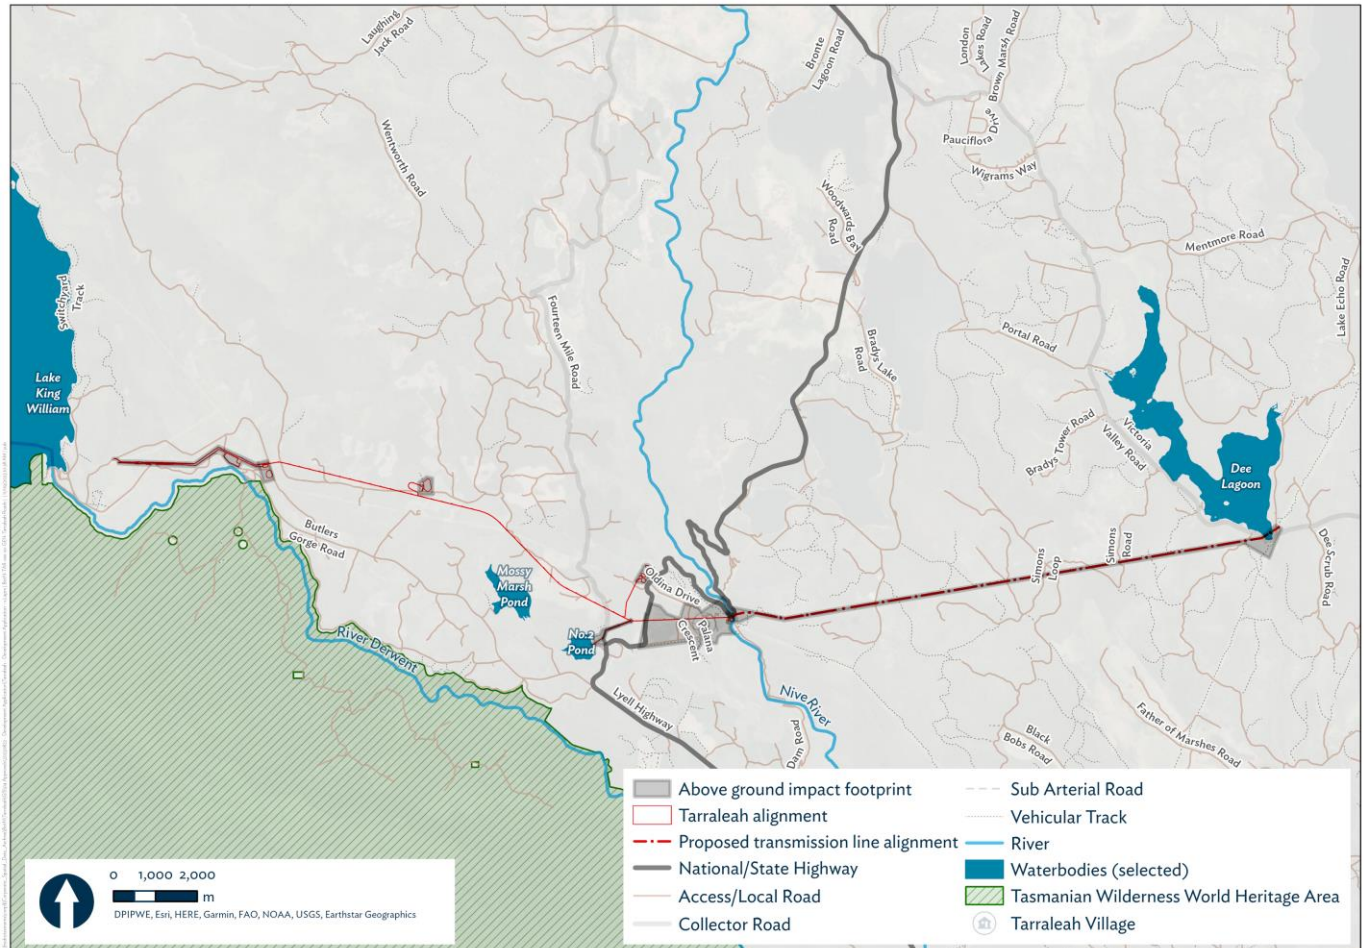 Laughing
Jack Road
Bronte
Lagoon Road
London
Lakes Road
Brown Marsh Road
Pauciflora
Drive
Wigrams Way
Wentworth Road
Woodwards Bay
Road
Mentmore Road
Lake Echo Road
Switchyard
Track
Fourteen Mile Road
Portal Road
Bradys Lake
Road
Lake
King
William
Bradys Tower Road
Victoria
Valley Road
Dee
Lagoon
Butlers
Gorge Road
Simons
Loop
Simons
Road
Dee Scrub Road
Mossy
Marsh
Pond
Oldina Drive
Palana
Crescent
No.2
Pond
River Derwent
Lyell Highway
Nive River
Dam Road
Black
Bobs Road
Father of Marshes Road
Above ground impact footprint
Tarraleah alignment
Proposed transmission line alignment
National/State Highway
Access/Local Road
Collector Road
Sub Arterial Road
Vehicular Track
River
Waterbodies (selected)
Tasmanian Wilderness World Heritage Area
Tarraleah Village
0 1,000 2,000
m
DPIPWE, Esri, HERE, Garmin, FAO, NOAA, USGS, Earthstar Geographics